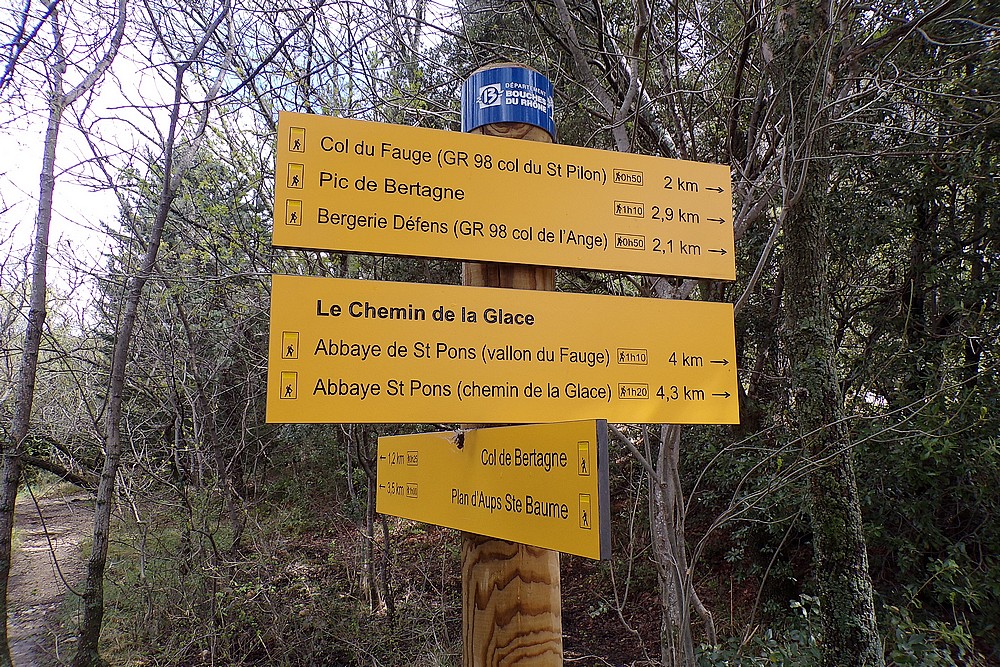 DÉPARTEMENT
BOUCHES
DU RHÔNE
Col du Fauge (GR 98 col du St Pilon) 0h50 2 km →
Pic de Bertagne 1h10 2,9 km →
Bergerie Défens (GR 98 col de l'Ange) 0h50 2,1 km →
Le Chemin de la Glace
Abbaye de St Pons (vallon du Fauge) 1h10 4 km →
Abbaye St Pons (chemin de la Glace) 1h20 4,3 km →
← 1,2 km 0h25 Col de Bertagne
← 3,5 km Plan d'Aups Ste Baume